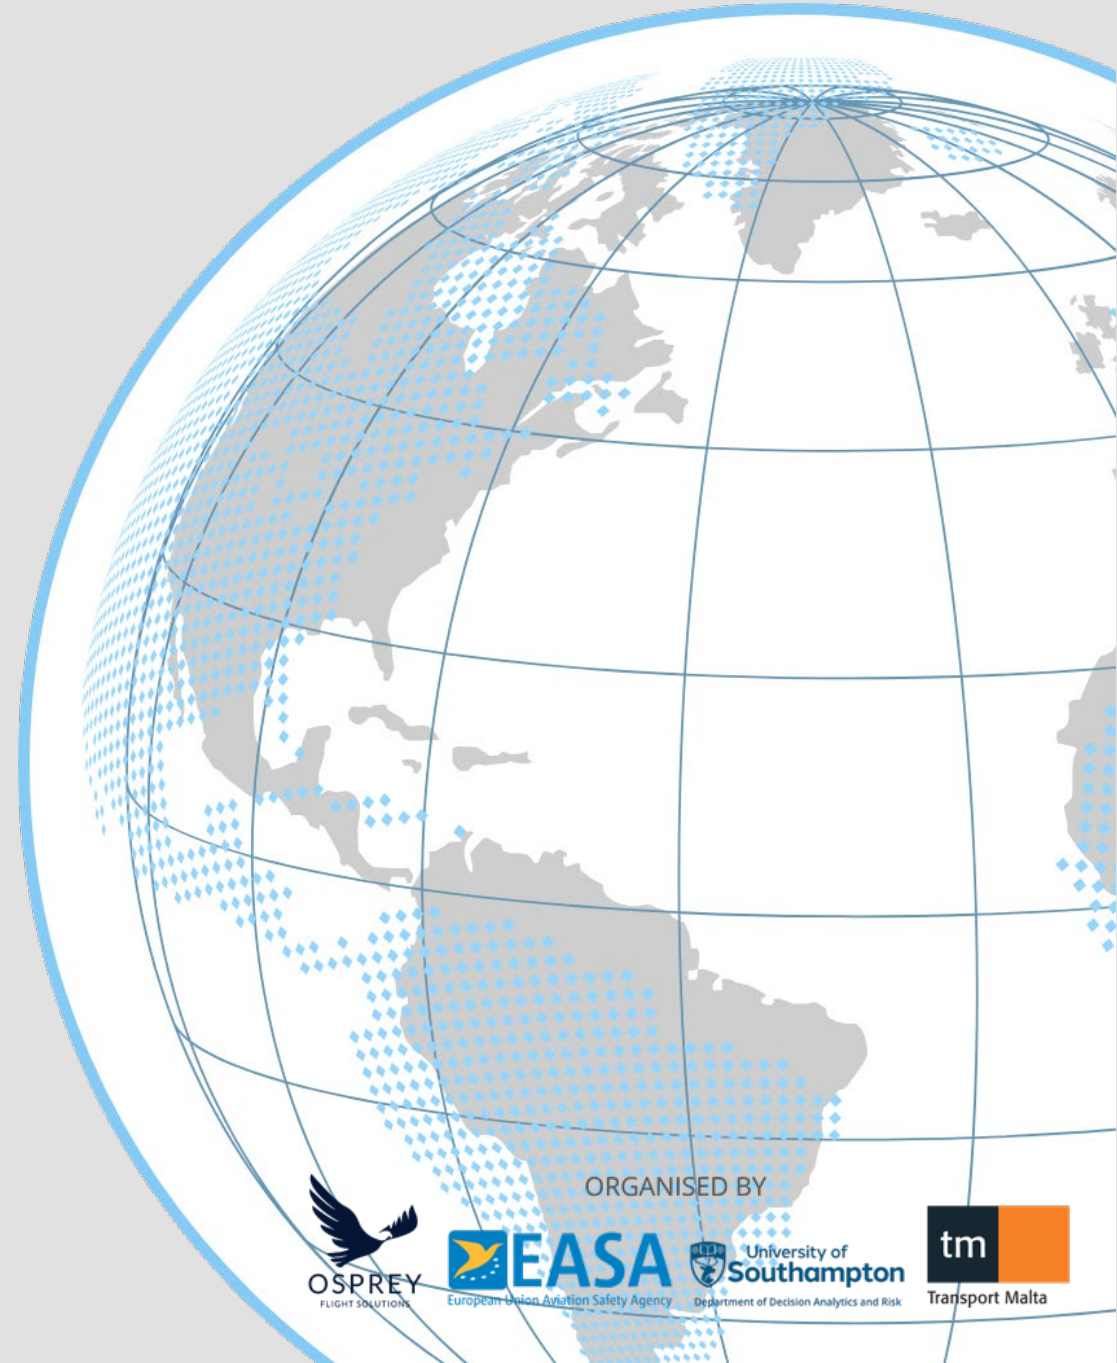 ORGANISED BY
OSPREY
FLIGHT SOLUTIONS
EASA
European Union Aviation Safety Agency
University of
Southampton
Department of Decision Analytics and Risk
tm
Transport Malta